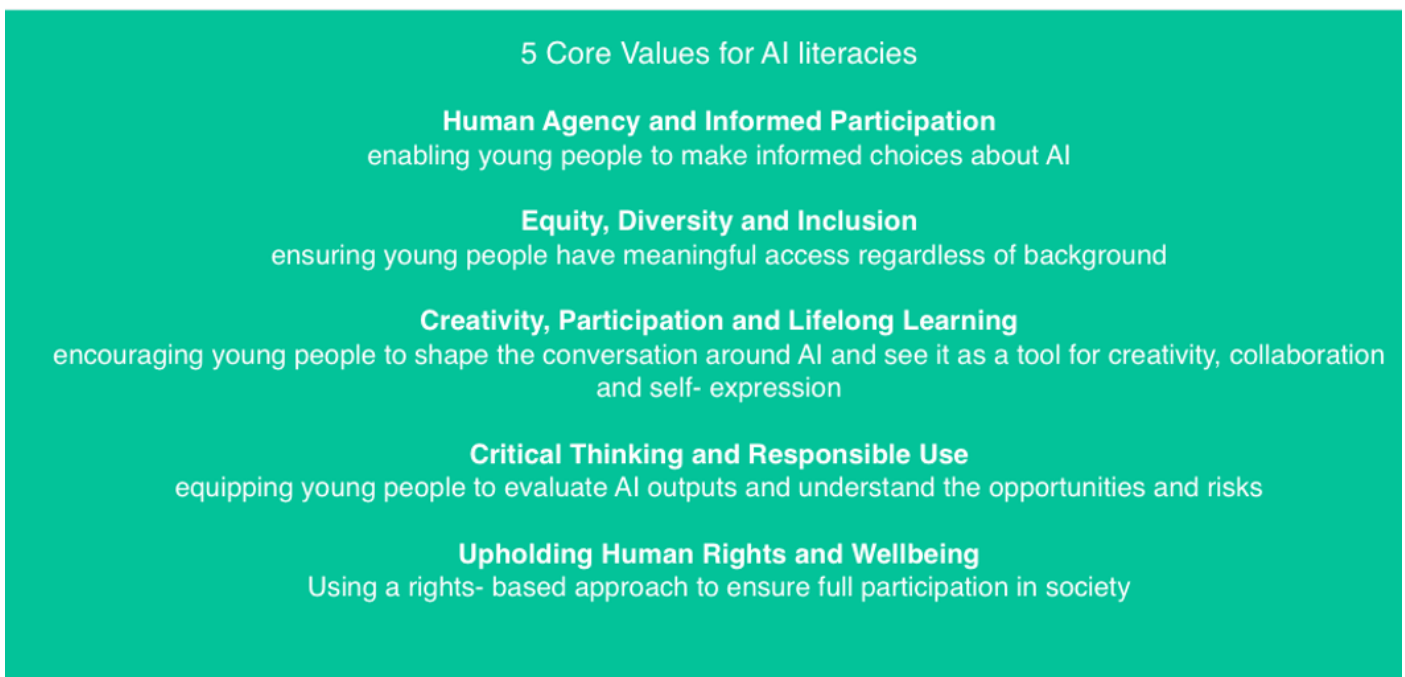 5 Core Values for AI literacies
Human Agency and Informed Participation
enabling young people to make informed choices about AI
Equity, Diversity and Inclusion
ensuring young people have meaningful access regardless of background
Creativity, Participation and Lifelong Learning
encouraging young people to shape the conversation around AI and see it as a tool for creativity, collaboration
and self- expression
Critical Thinking and Responsible Use
equipping young people to evaluate AI outputs and understand the opportunities and risks
Upholding Human Rights and Wellbeing
Using a rights- based approach to ensure full participation in society